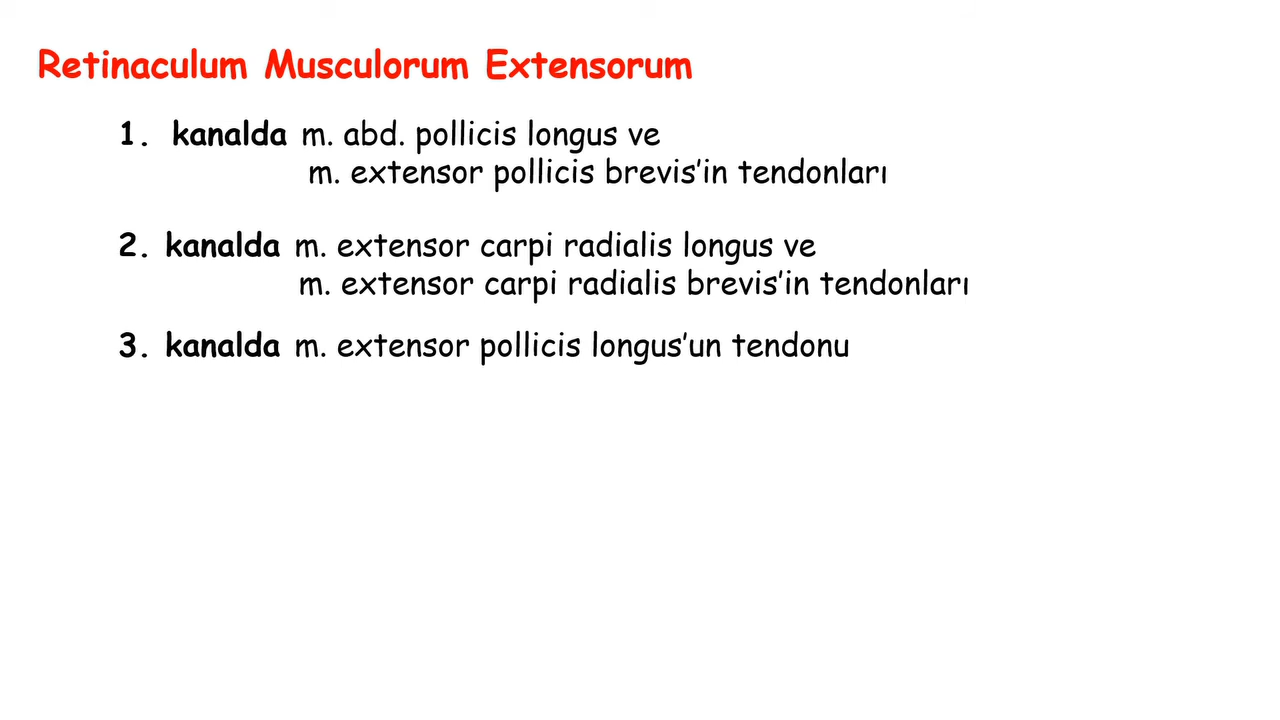 Retinaculum Musculorum Extensorum
1. kanalda m. abd. pollicis longus ve
m. extensor pollicis brevis’in tendonları
2. kanalda m. extensor carpi radialis longus ve
m. extensor carpi radialis brevis’in tendonları
3. kanalda m. extensor pollicis longus’un tendonu